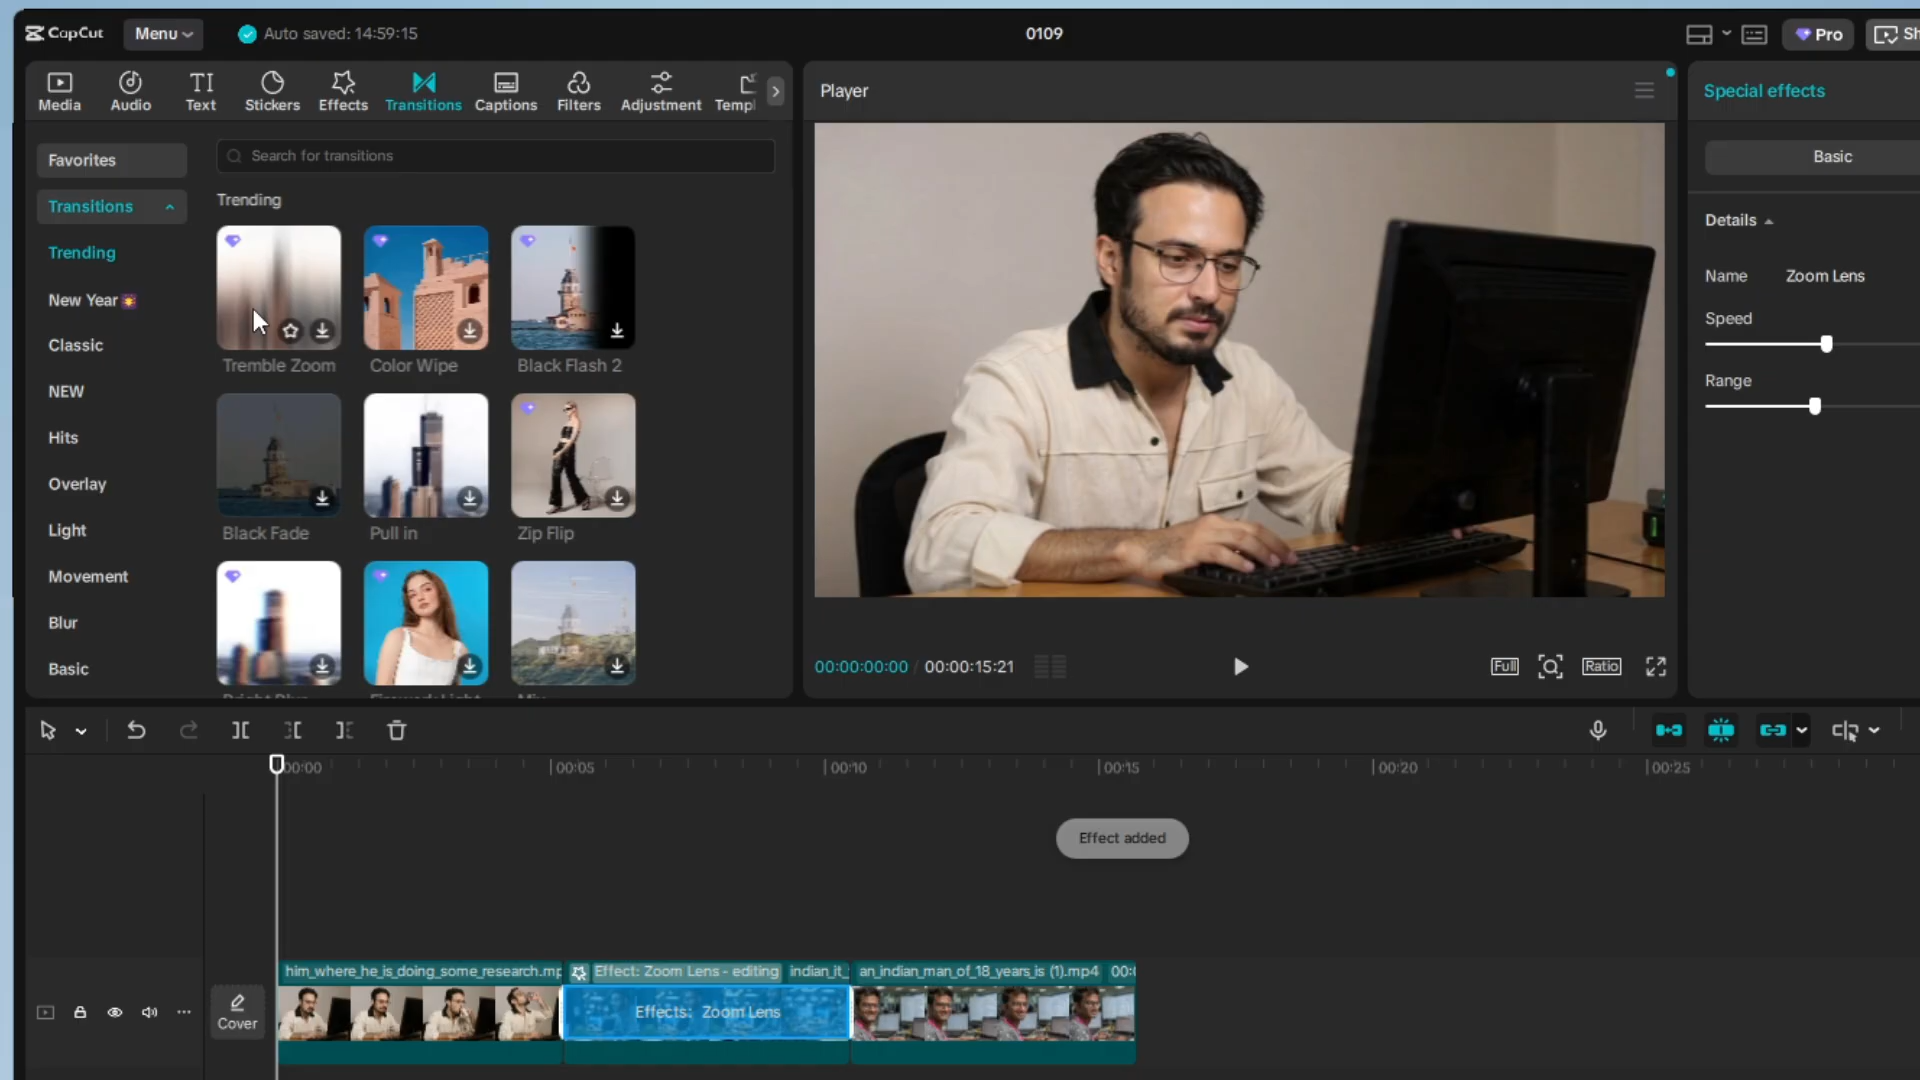 CapCut
Menu
Auto saved: 14:59:15
0109
Pro
Sh
Media
Audio
Text
Stickers
Effects
Transitions
Captions
Filters
Adjustment
Templ
Player
Special effects
Favorites
Search for transitions
Basic
Transitions
Trending
Details
Trending
Name Zoom Lens
New Year
Speed
Classic
Tremble Zoom
Color Wipe
Black Flash 2
Range
NEW
Hits
Overlay
Light
Black Fade
Pull in
Zip Flip
Movement
Blur
Basic
00:00:00:00 / 00:00:15:21
Full
Ratio
00:00
00:05
00:10
00:15
00:20
00:25
Effect added
him_where_he_is_doing_some_research.mp
Effect: Zoom Lens - editing
indian_it_
an_indian_man_of_18_years_is (1).mp4
00:0
Cover
Effects: Zoom Lens